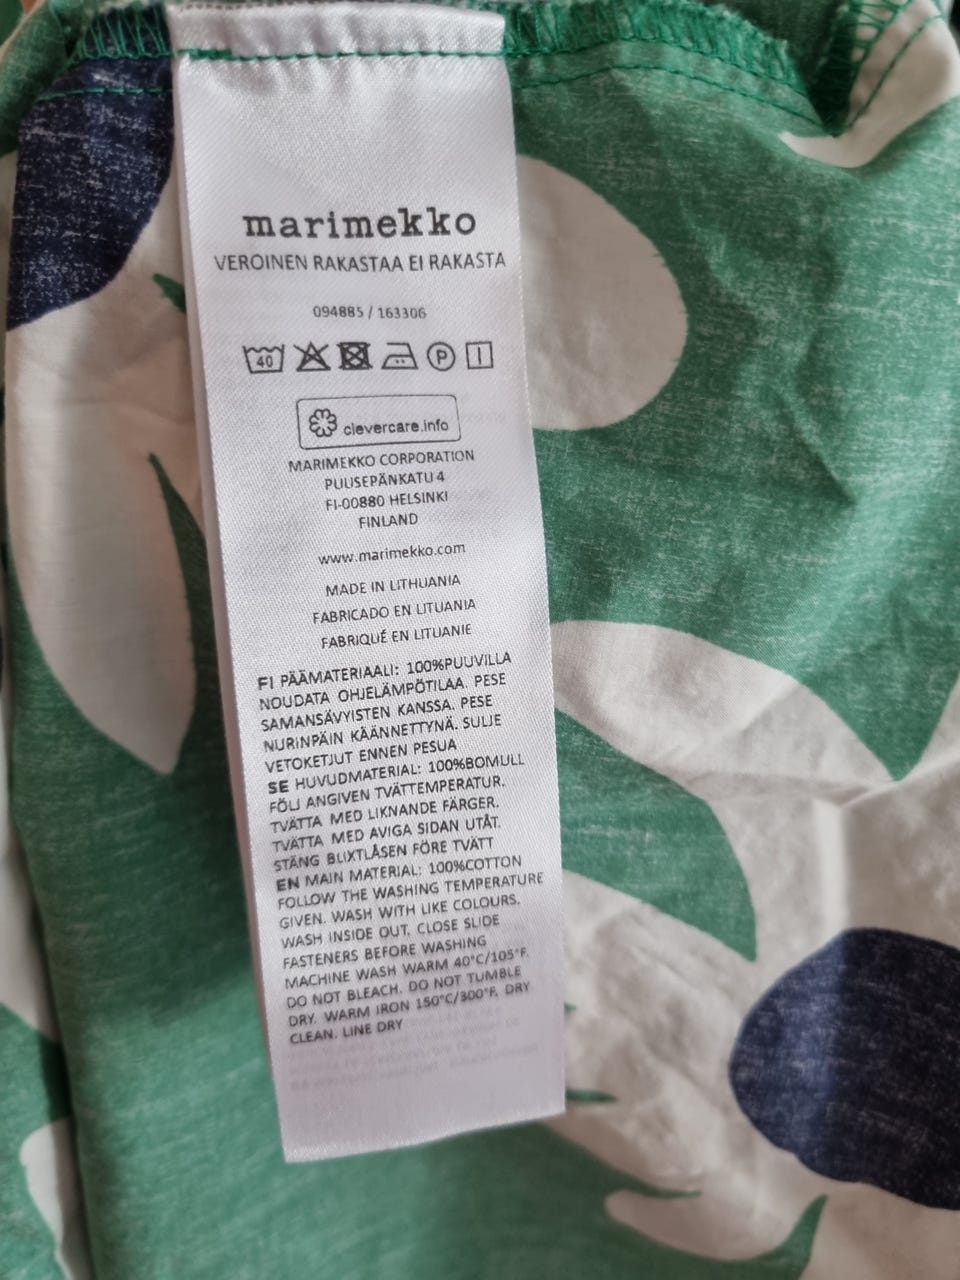 marimekko
VEROINEN RAKASTAA EI RAKASTA
094885 / 163306
40 P
clevercare.info
MARIMEKKO CORPORATION
PUUSEPÄNKATU 4
FI-00880 HELSINKI
FINLAND
www.marimekko.com
MADE IN LITHUANIA
FABRICADO EN LITUANIA
FABRIQUÉ EN LITUANIE
FI PÄÄMATERIAALI: 100%PUUVILLA
NOUDATA OHJELÄMPÖTILAA. PESE
SAMANSÄVYISTEN KANSSA. PESE
NURINPÄIN KÄÄNNETTYNÄ. SULJE
VETOKETJUT ENNEN PESUA
SE HUVUDMATERIAL: 100%BOMULL
FÖLJ ANGIVEN TVÄTTEMPERATUR.
TVÄTTA MED LIKNANDE FÄRGER.
TVÄTTA MED AVIGA SIDAN UTÅT.
STÄNG BLIXTLÅSEN FÖRE TVÄTT
EN MAIN MATERIAL: 100%COTTON
FOLLOW THE WASHING TEMPERATURE
GIVEN. WASH WITH LIKE COLOURS.
WASH INSIDE OUT. CLOSE SLIDE
FASTENERS BEFORE WASHING
MACHINE WASH WARM 40°C/105°F.
DO NOT BLEACH. DO NOT TUMBLE
DRY. WARM IRON 150°C/300°F. DRY
CLEAN. LINE DRY